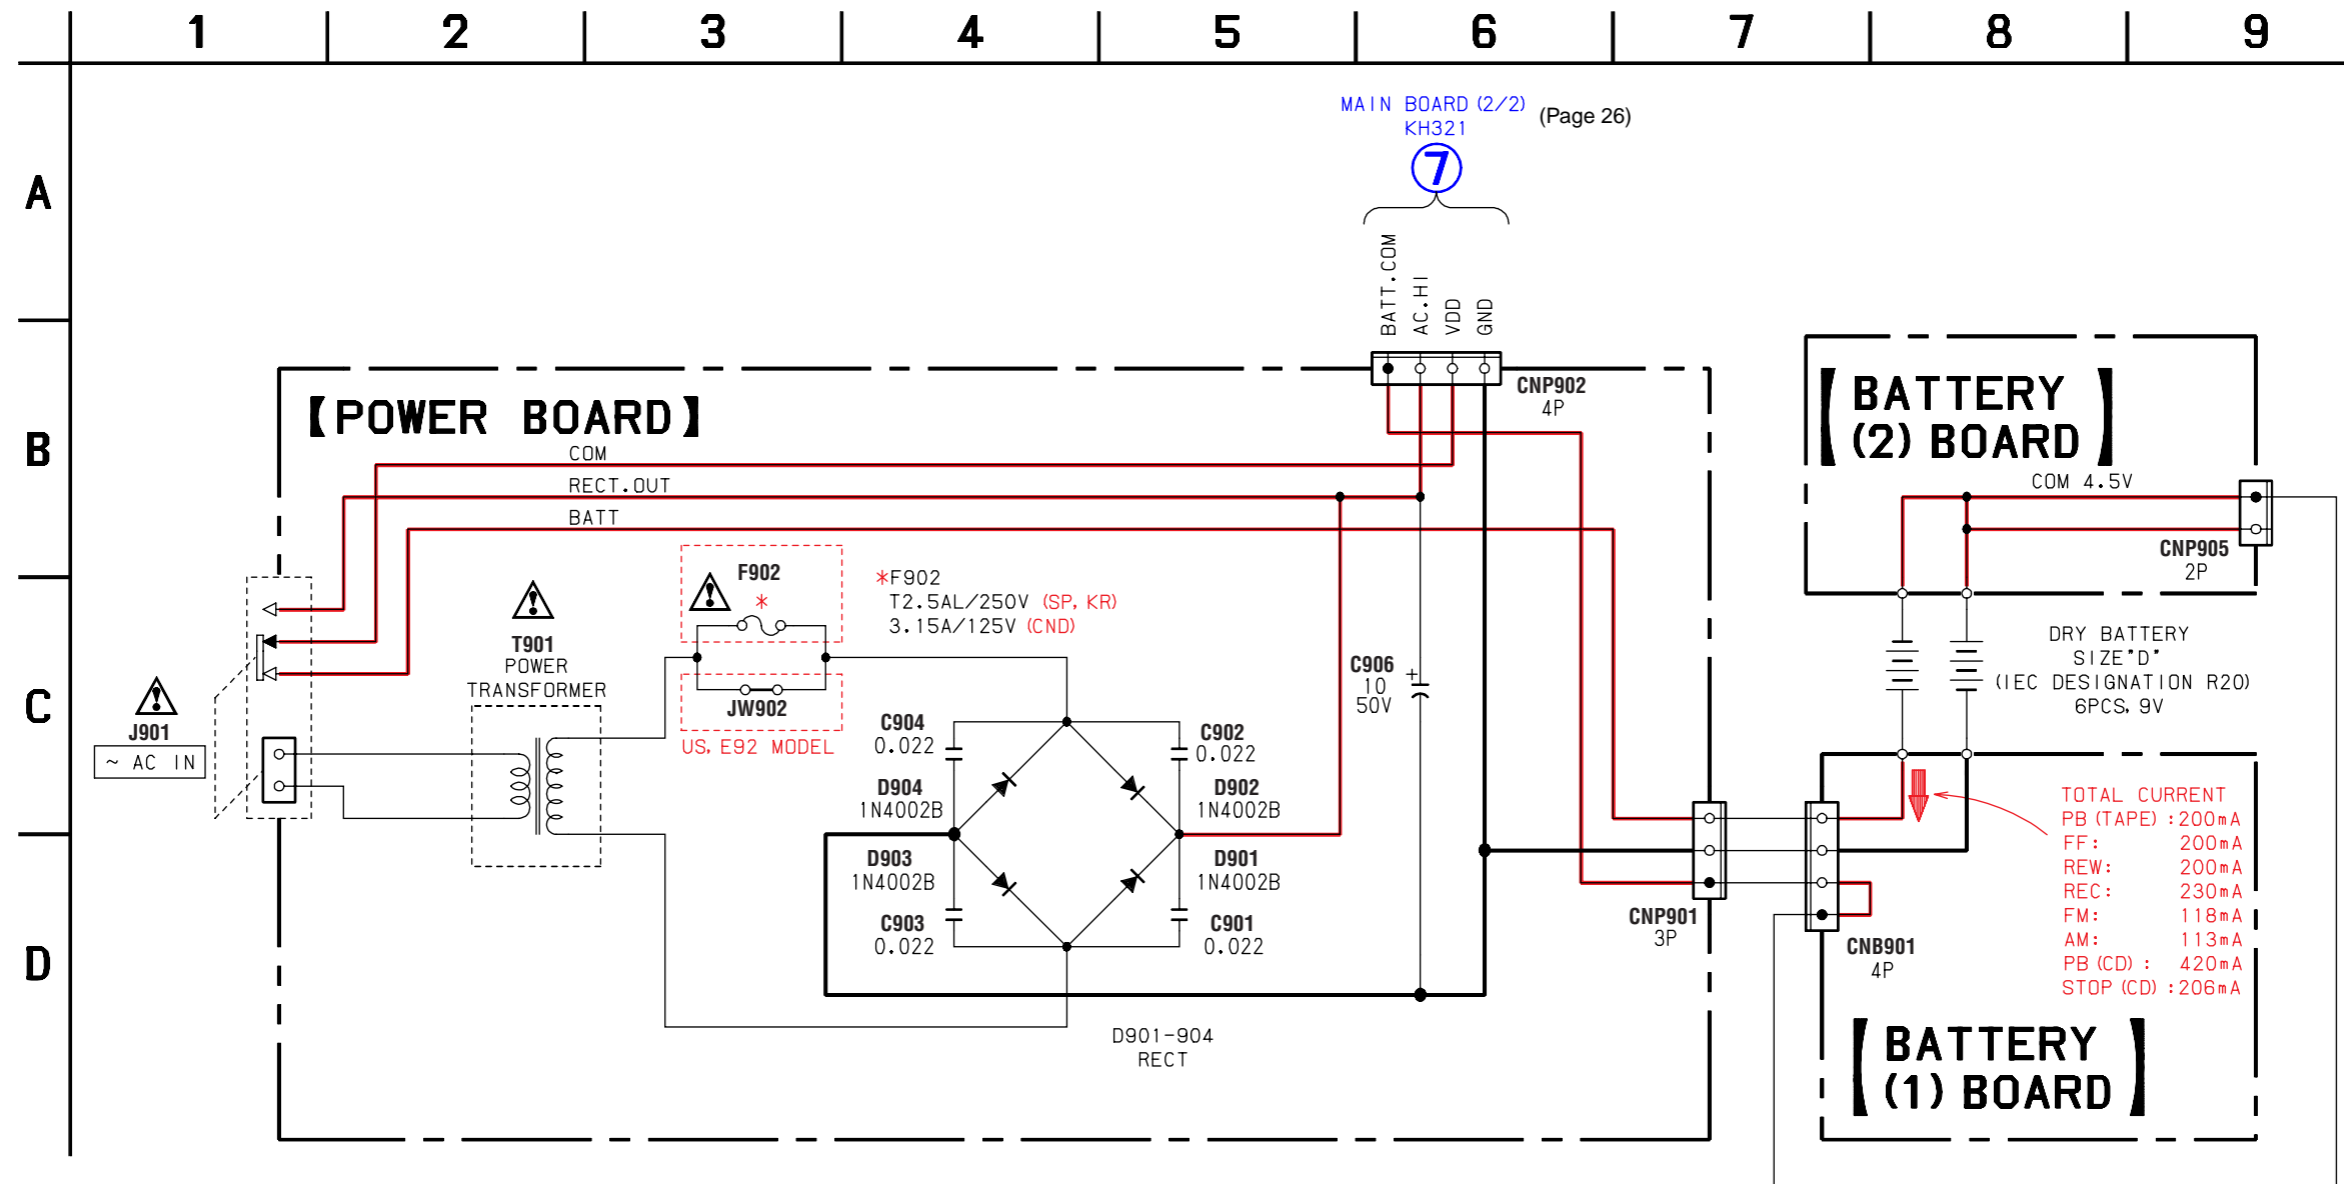 1 2 3 4 5 6 7 8 9
MAIN BOARD (2/2)
KH321
(Page 26)
7
A
BATT.COM
AC.HI
VDD
GND
CNP902
4P
B
【POWER BOARD】
COM
RECT.OUT
BATT
【BATTERY
(2) BOARD】
COM 4.5V
CNP905
2P
C
J901
~ AC IN
T901
POWER
TRANSFORMER
F902
*
JW902
US, E92 MODEL
*F902
T2.5AL/250V (SP, KR)
3.15A/125V (CND)
C904
0.022
C902
0.022
D904
1N4002B
D902
1N4002B
D903
1N4002B
D901
1N4002B
C903
0.022
C901
0.022
C906
+
10
50V
D901-904
RECT
DRY BATTERY
SIZE"D"
(IEC DESIGNATION R20)
6PCS, 9V
D
CNP901
3P
CNB901
4P
TOTAL CURRENT
PB (TAPE) :200mA
FF: 200mA
REW: 200mA
REC: 230mA
FM: 118mA
AM: 113mA
PB (CD) : 420mA
STOP (CD) :206mA
【BATTERY
(1) BOARD】